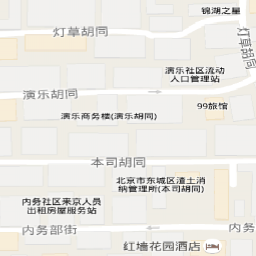 锦湖之星
灯草胡同
灯草胡同
演乐社区流动
人口管理站
演乐胡同
99旅馆
演乐商务楼(演乐胡同)
本司胡同
北京市东城区渣土消
纳管理所(本司胡同)
内务社区来京人员
出租房屋服务站
内务部街
红墙花园酒店